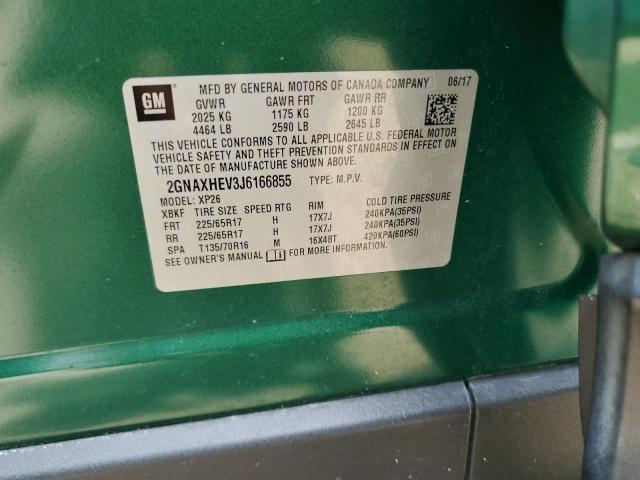 GM
MFD BY GENERAL MOTORS OF CANADA COMPANY 06/17
GVWR GAWR FRT GAWR RR
2025 KG 1175 KG 1200 KG
4464 LB 2590 LB 2645 LB
THIS VEHICLE CONFORMS TO ALL APPLICABLE U.S. FEDERAL MOTOR
VEHICLE SAFETY AND THEFT PREVENTION STANDARDS IN EFFECT ON
THE DATE OF MANUFACTURE SHOWN ABOVE.
2GNAXHEV3J6166855 TYPE: M.P.V.
MODEL: XP26
XBKF TIRE SIZE SPEED RTG RIM COLD TIRE PRESSURE
FRT 225/65R17 H 17X7J 240KPA(35PSI)
RR 225/65R17 H 17X7J 240KPA(35PSI)
SPA T135/70R16 M 16X4BT 420KPA(60PSI)
SEE OWNER'S MANUAL FOR MORE INFORMATION.